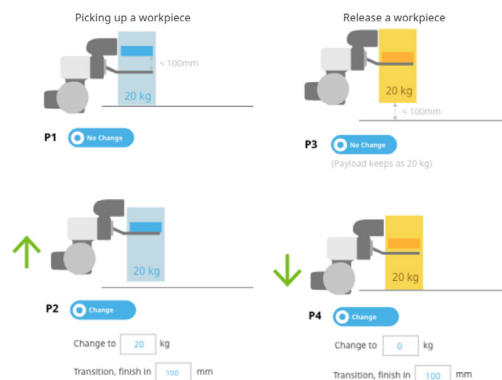 Picking up a workpiece
< 100mm
20 kg
P1 No Change
P2 Change
20 kg
Change to 20 kg
Transition, finish in 100 mm
Release a workpiece
20 kg
< 100mm
P3 No Change
(Payload keeps as 20 kg)
20 kg
P4 Change
Change to 0 kg
Transition, finish in 100 mm